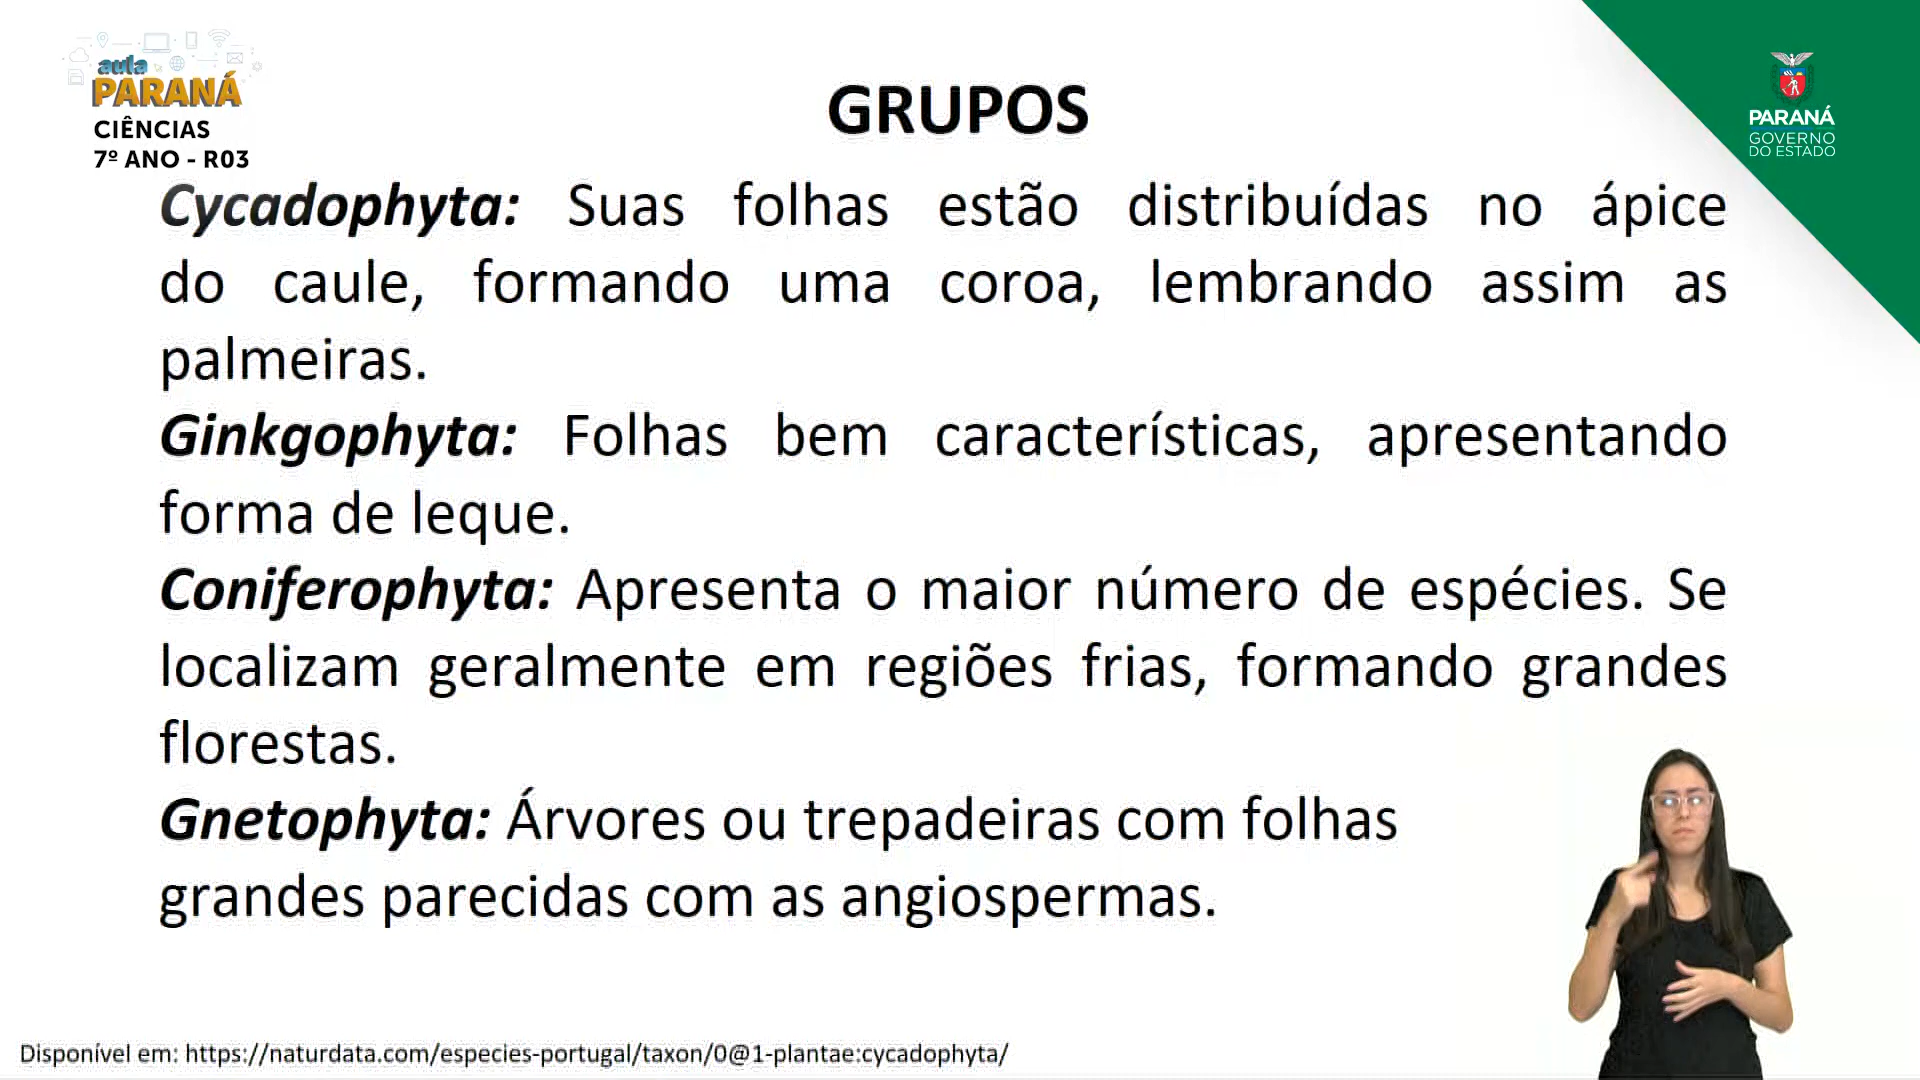 aula
PARANÁ
CIÊNCIAS
7º ANO - R03
GRUPOS
PARANÁ
GOVERNO
DO ESTADO
Cycadophyta: Suas folhas estão distribuídas no ápice
do caule, formando uma coroa, lembrando assim as
palmeiras.
Ginkgophyta: Folhas bem características, apresentando
forma de leque.
Coniferophyta: Apresenta o maior número de espécies. Se
localizam geralmente em regiões frias, formando grandes
florestas.
Gnetophyta: Árvores ou trepadeiras com folhas
grandes parecidas com as angiospermas.
Disponível em: https://naturdata.com/especies-portugal/taxon/0@1-plantae:cycadophyta/